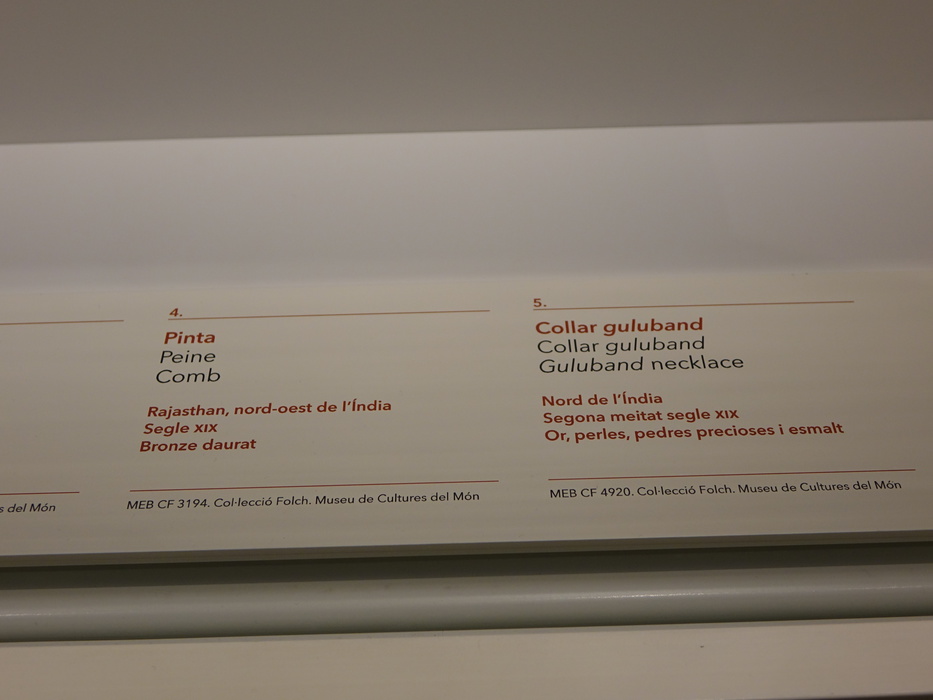 s del Món
4.
Pinta
Peine
Comb
Rajasthan, nord-oest de l'Índia
Segle XIX
Bronze daurat
MEB CF 3194. Col·lecció Folch. Museu de Cultures del Món
5.
Collar guluband
Collar guluband
Guluband necklace
Nord de l'Índia
Segona meitat segle XIX
Or, perles, pedres precioses i esmalt
MEB CF 4920. Col·lecció Folch. Museu de Cultures del Món